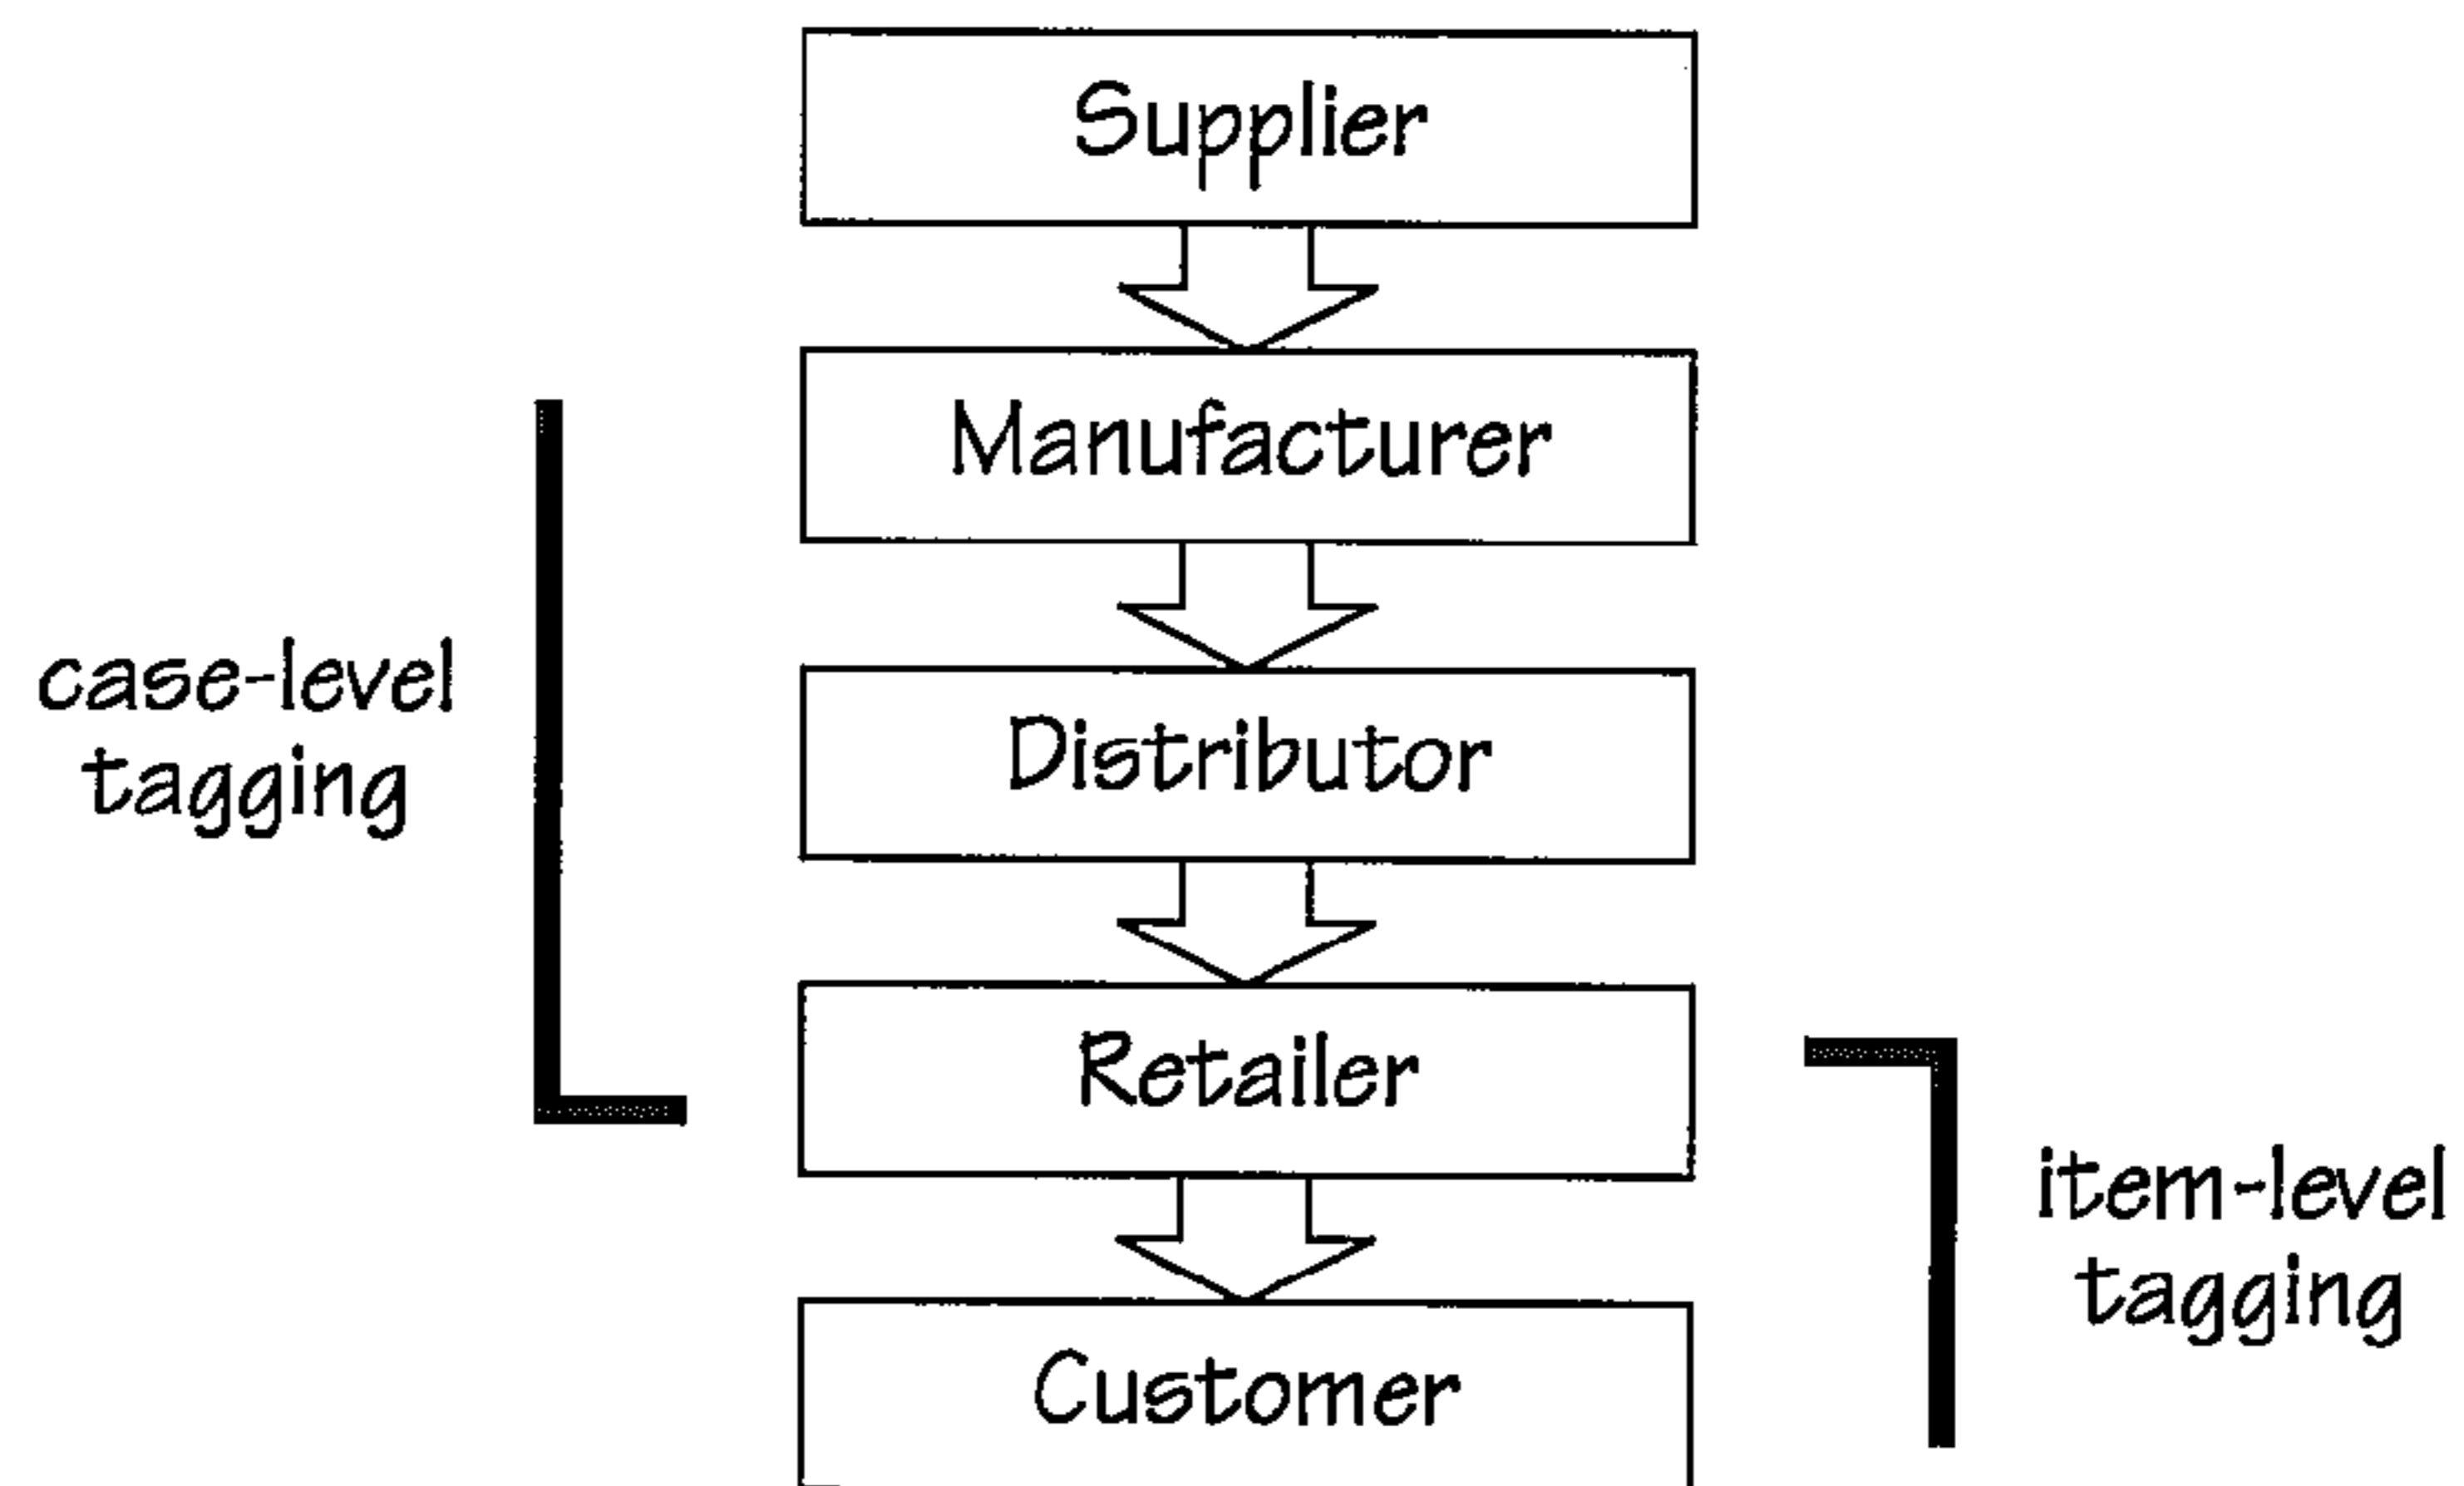 Supplier
Manufacturer
case-level
tagging
Distributor
Retailer
item-level
tagging
Customer